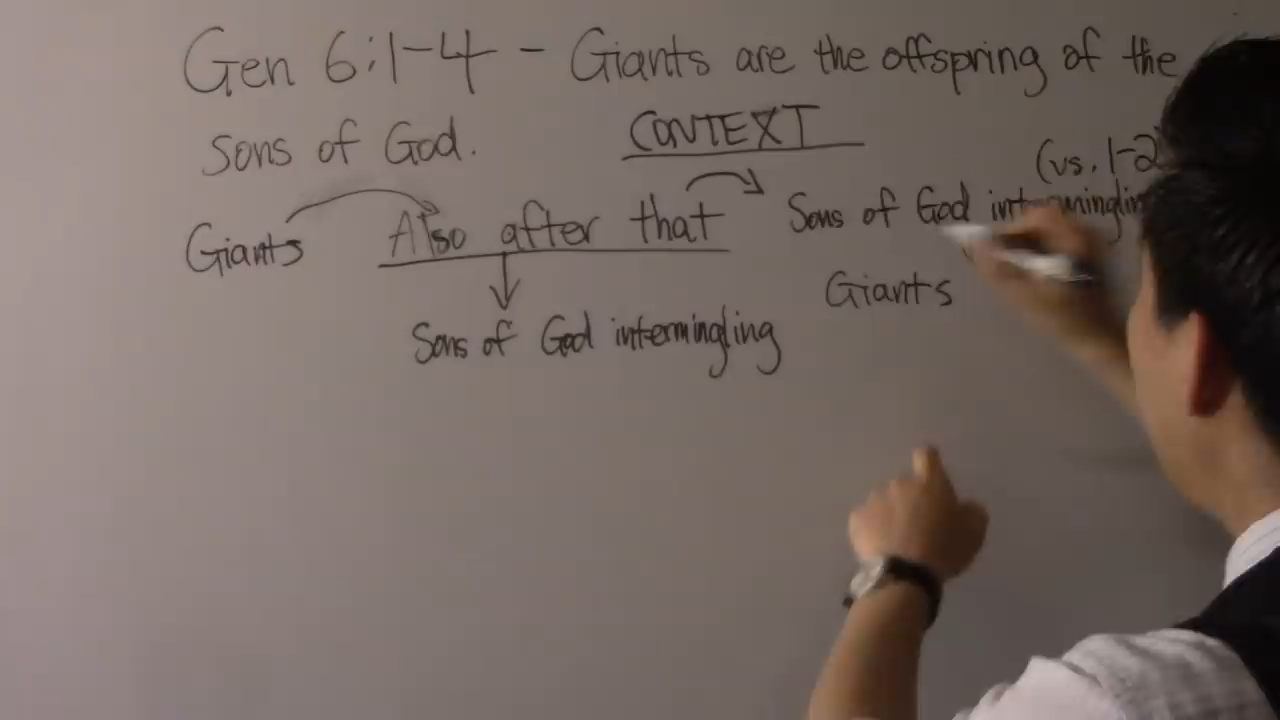 Gen 6:1-4 - Giants are the offspring of the
sons of God. CONTEXT
(vs. 1-2
Giants Also after that Sons of God intermingling
Giants
Sons of God intermingling